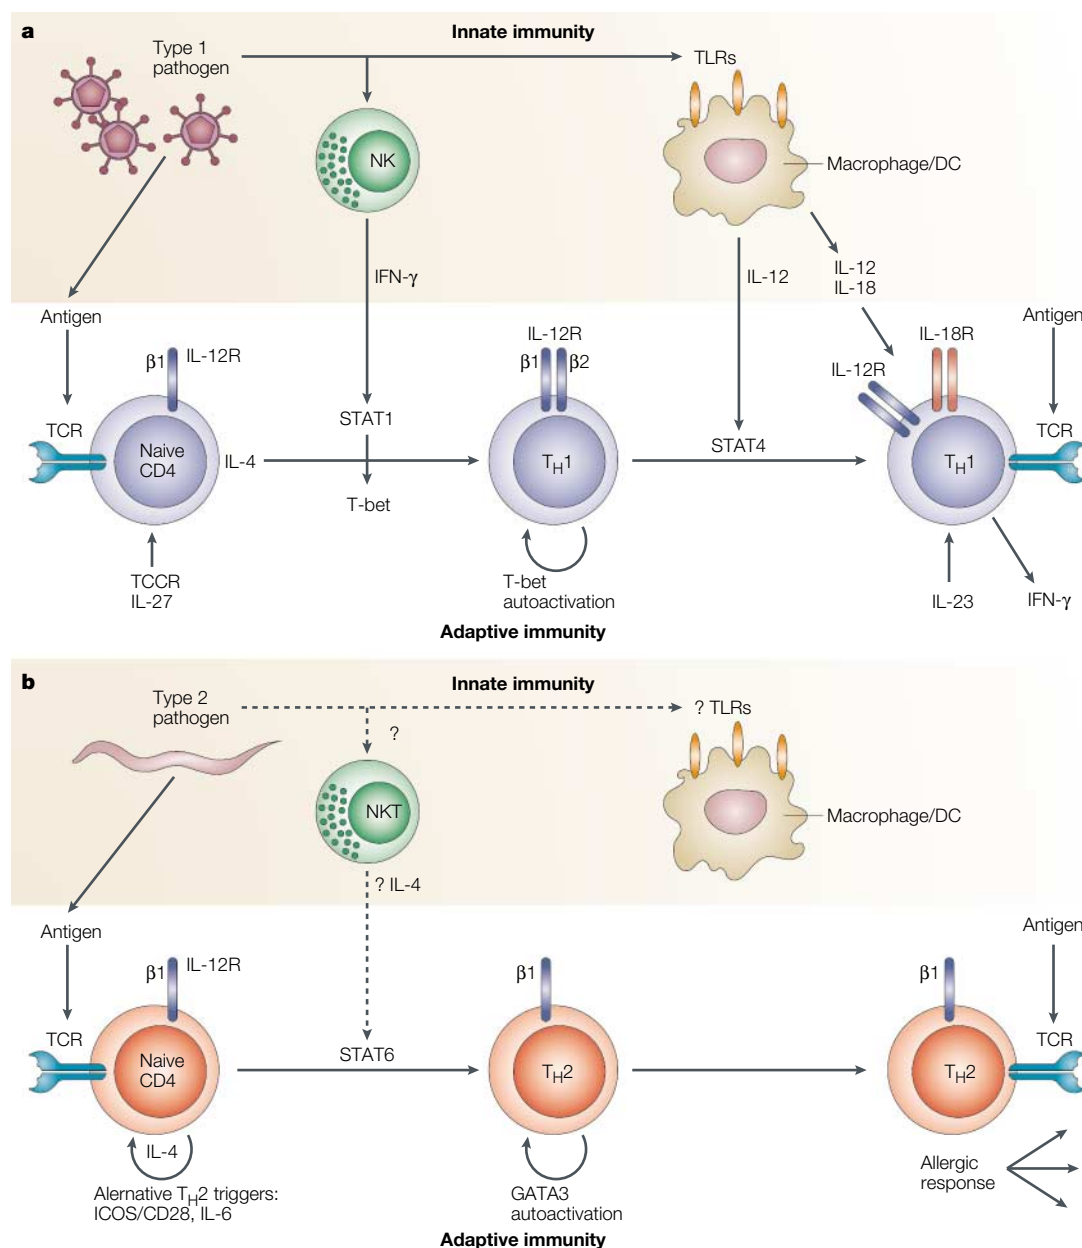 a
Innate immunity
Type 1
pathogen
TLRs
NK
Macrophage/DC
IFN-γ
IL-12
IL-12
IL-18
Antigen
Antigen
β1
IL-12R
IL-12R
β1
β2
IL-18R
IL-12R
TCR
STAT1
TCR
Naive
CD4
IL-4
TH1
STAT4
TH1
T-bet
TCCR
IL-27
T-bet
autoactivation
IL-23
IFN-γ
Adaptive immunity
b
Innate immunity
Type 2
pathogen
? TLRs
?
NKT
Macrophage/DC
? IL-4
Antigen
Antigen
β1
IL-12R
β1
β1
TCR
STAT6
TCR
Naive
CD4
TH2
TH2
IL-4
Alernative TH2 triggers:
ICOS/CD28, IL-6
GATA3
autoactivation
Allergic
response
Adaptive immunity